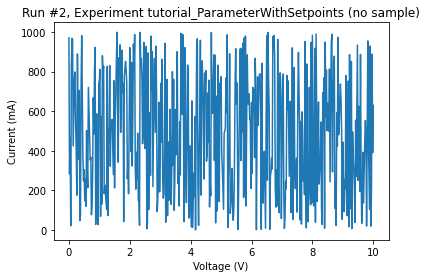 Run #2, Experiment tutorial_ParameterWithSetpoints (no sample)
Current (mA)
1000
800
600
400
200
0
0 2 4 6 8 10
Voltage (V)